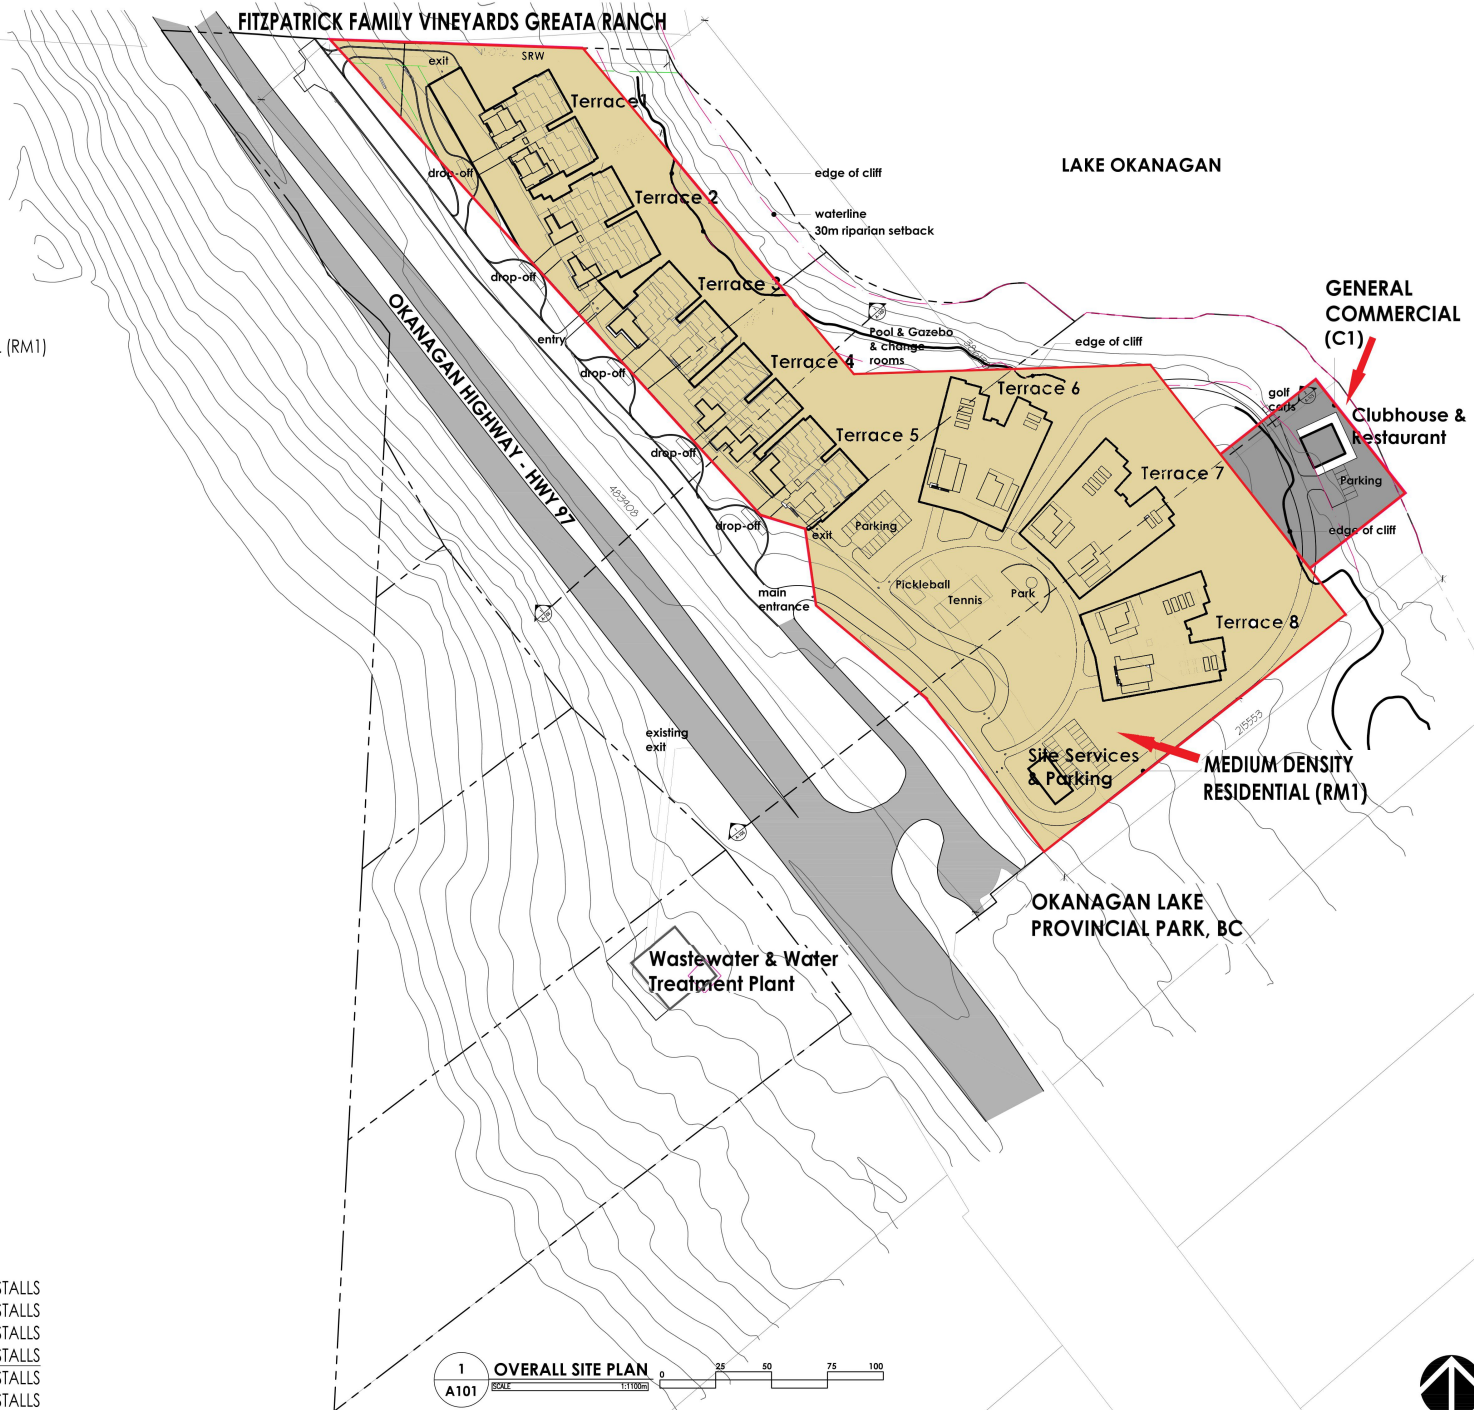 FITZPATRICK FAMILY VINEYARDS GREATA RANCH
exit
SRW
Terrace1
drop-off
edge of cliff
LAKE OKANAGAN
Terrace 2
waterline
30m riparian setback
drop-off
Terrace 3
GENERAL
COMMERCIAL
(C1)
OKANAGAN HIGHWAY - HWY 97
entry
Pool & Gazebo
& change
rooms
edge of cliff
(RM1)
drop-off
Terrace 4
Terrace 6
golf
carts
Clubhouse &
Restaurant
Terrace 5
drop-off
Terrace 7
Parking
483408
drop-off
exit
Parking
edge of cliff
main
entrance
Pickleball
Tennis
Park
Terrace 8
215553
existing
exit
Site Services
& Parking
MEDIUM DENSITY
RESIDENTIAL (RM1)
OKANAGAN LAKE
PROVINCIAL PARK, BC
Wastewater & Water
Treatment Plant
STALLS
STALLS
STALLS
STALLS
STALLS
STALLS
1
A101
OVERALL SITE PLAN
SCALE 1:1100m
0 25 50 75 100